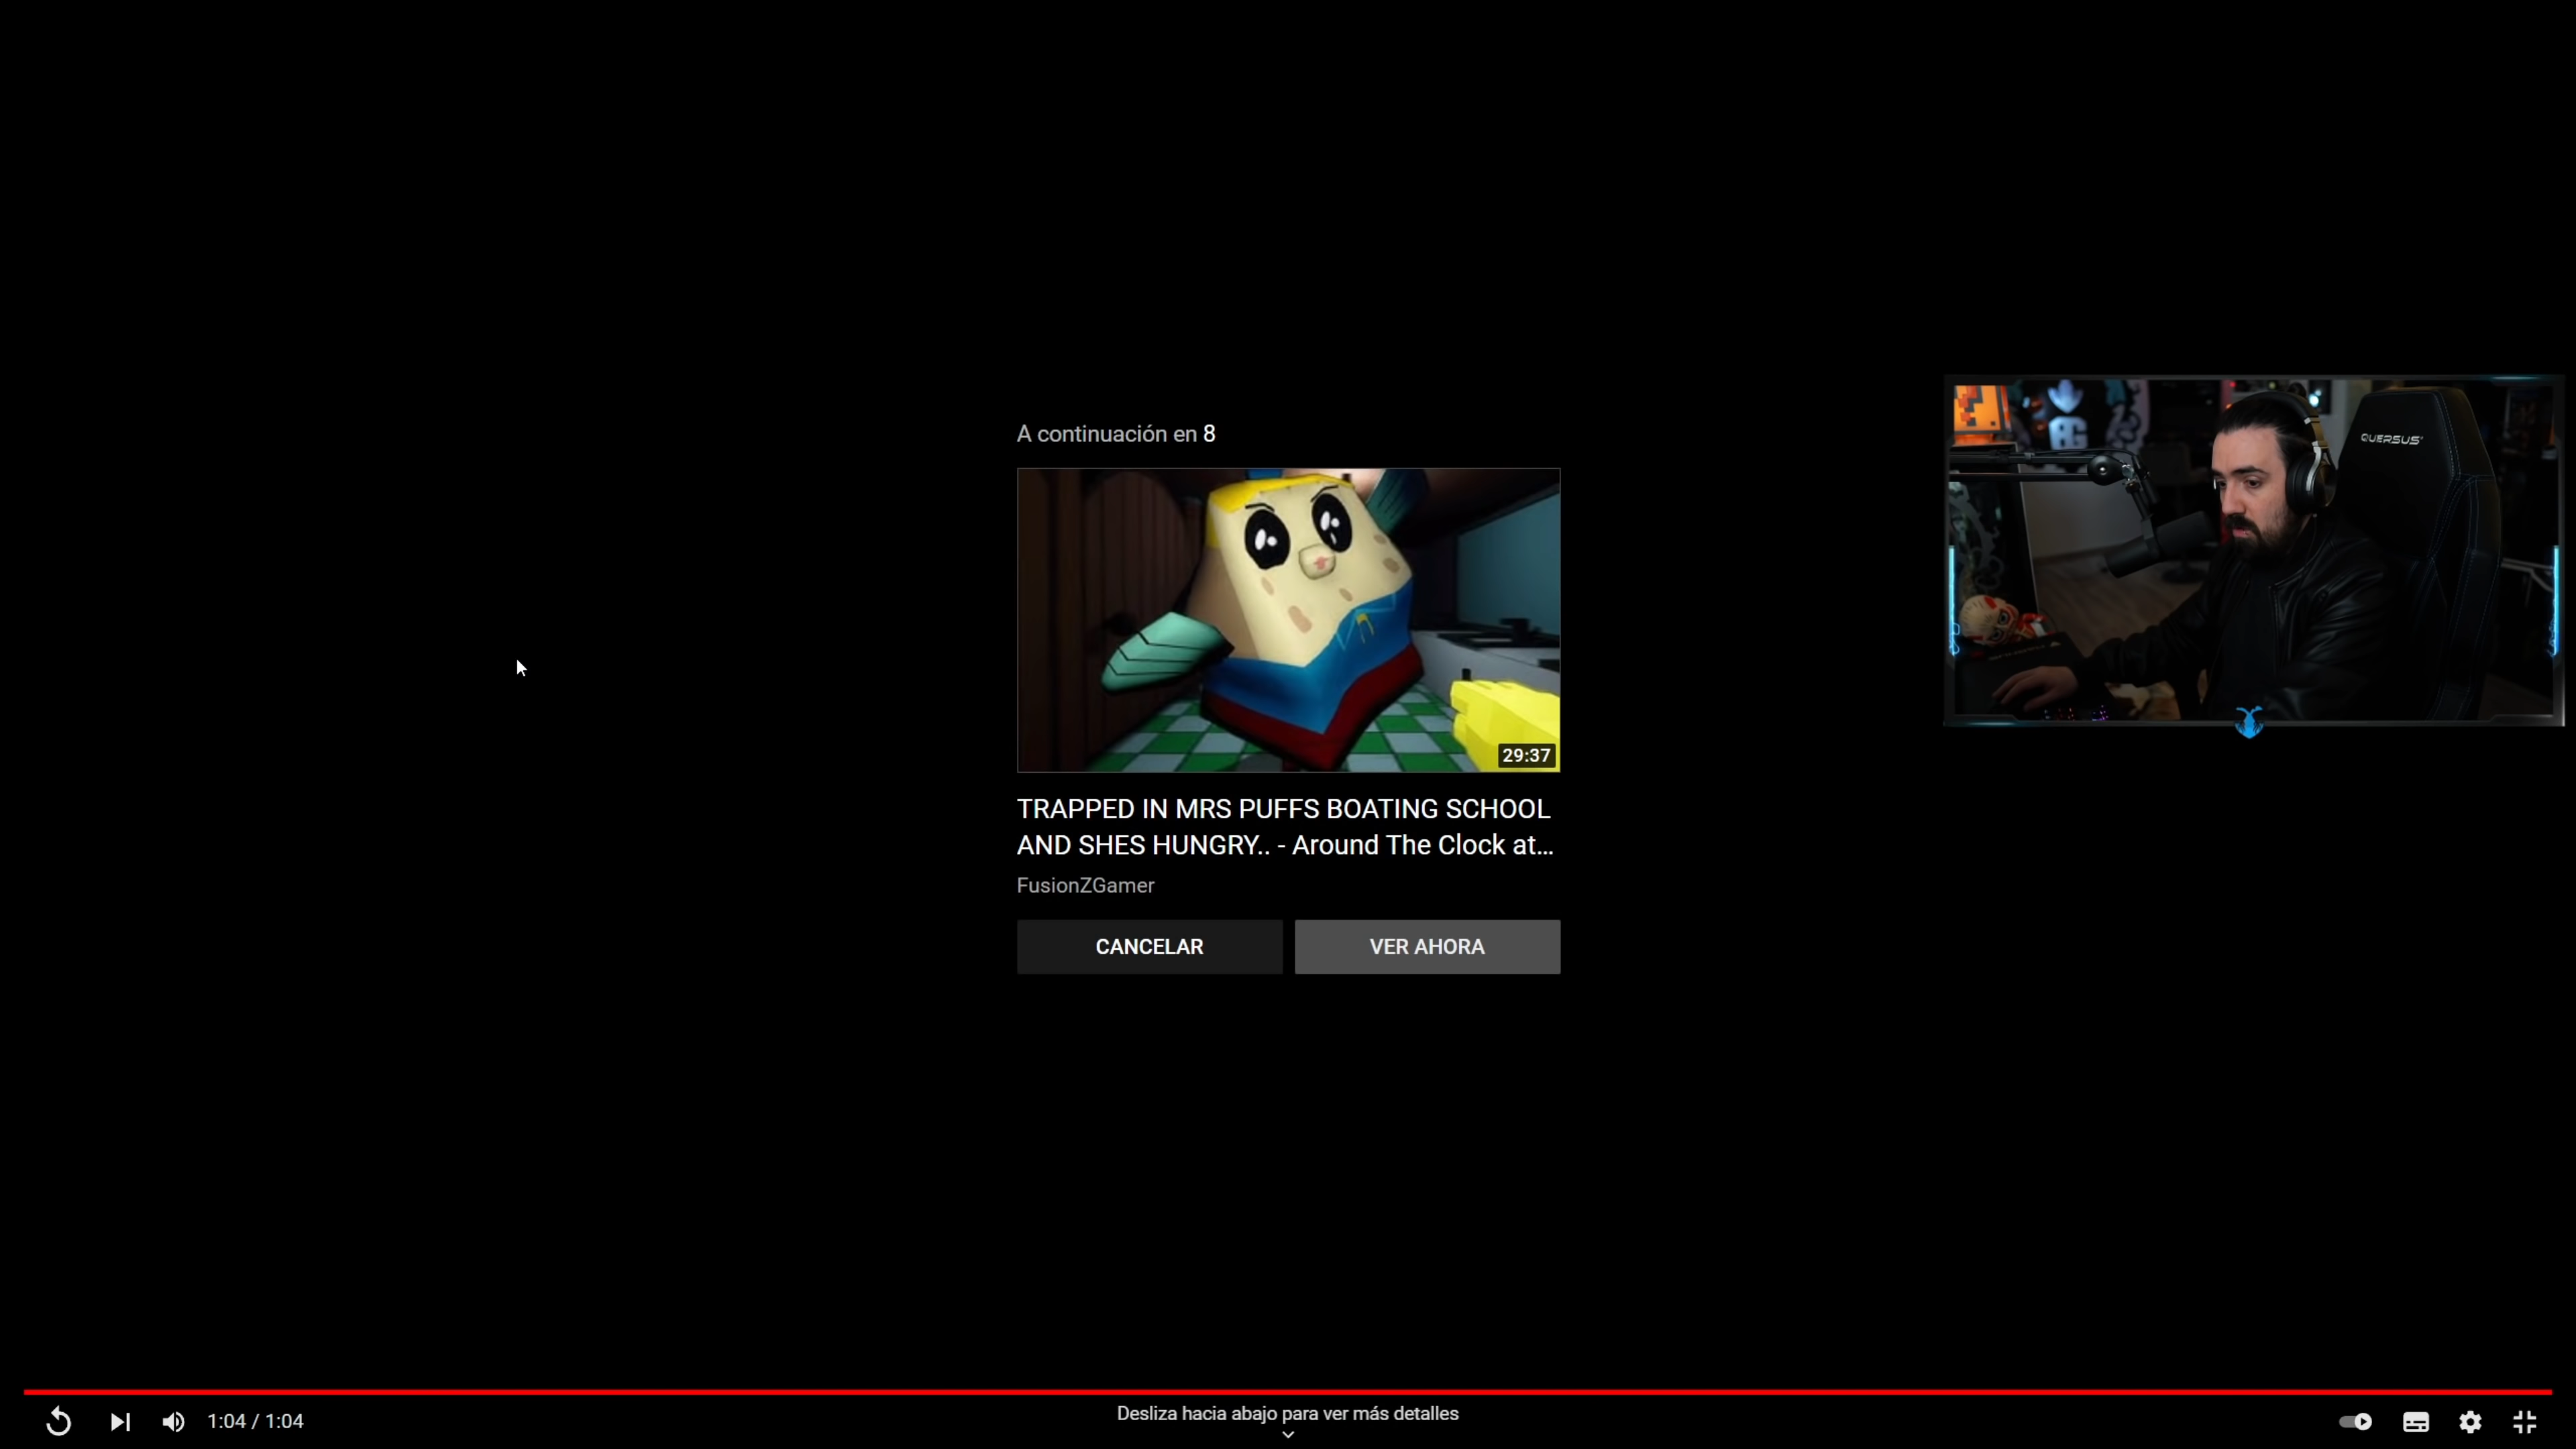 A continuación en 8
QUERSUS
29:37
TRAPPED IN MRS PUFFS BOATING SCHOOL
AND SHES HUNGRY.. - Around The Clock at...
FusionZGamer
CANCELAR
VER AHORA
1:04 / 1:04
Desliza hacia abajo para ver más detalles